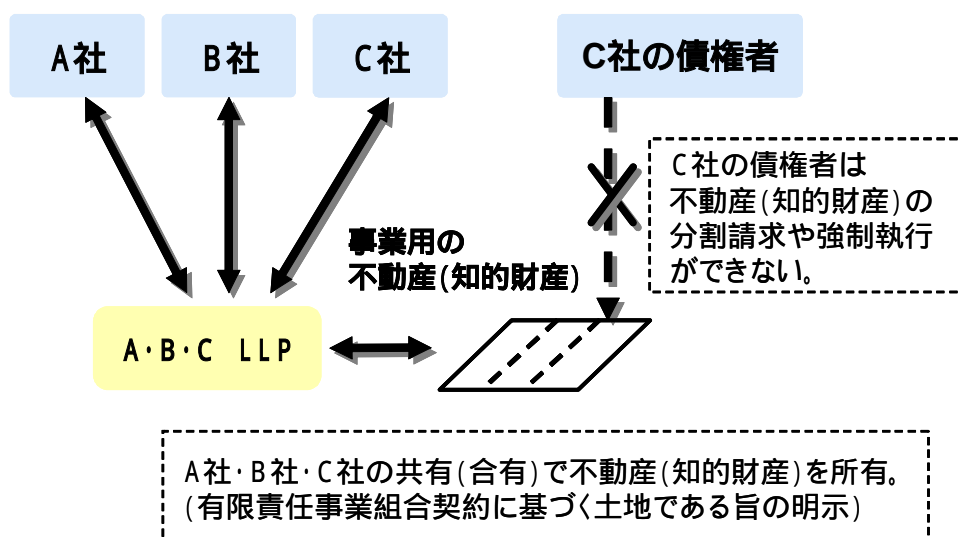 A社
B社
C社
C社の債権者
C社の債権者は
不動産(知的財産)の
分割請求や強制執行
ができない。
事業用の
不動産(知的財産)
A・B・C LLP
A社・B社・C社の共有(合有)で不動産(知的財産)を所有。
(有限責任事業組合契約に基づく土地である旨の明示)